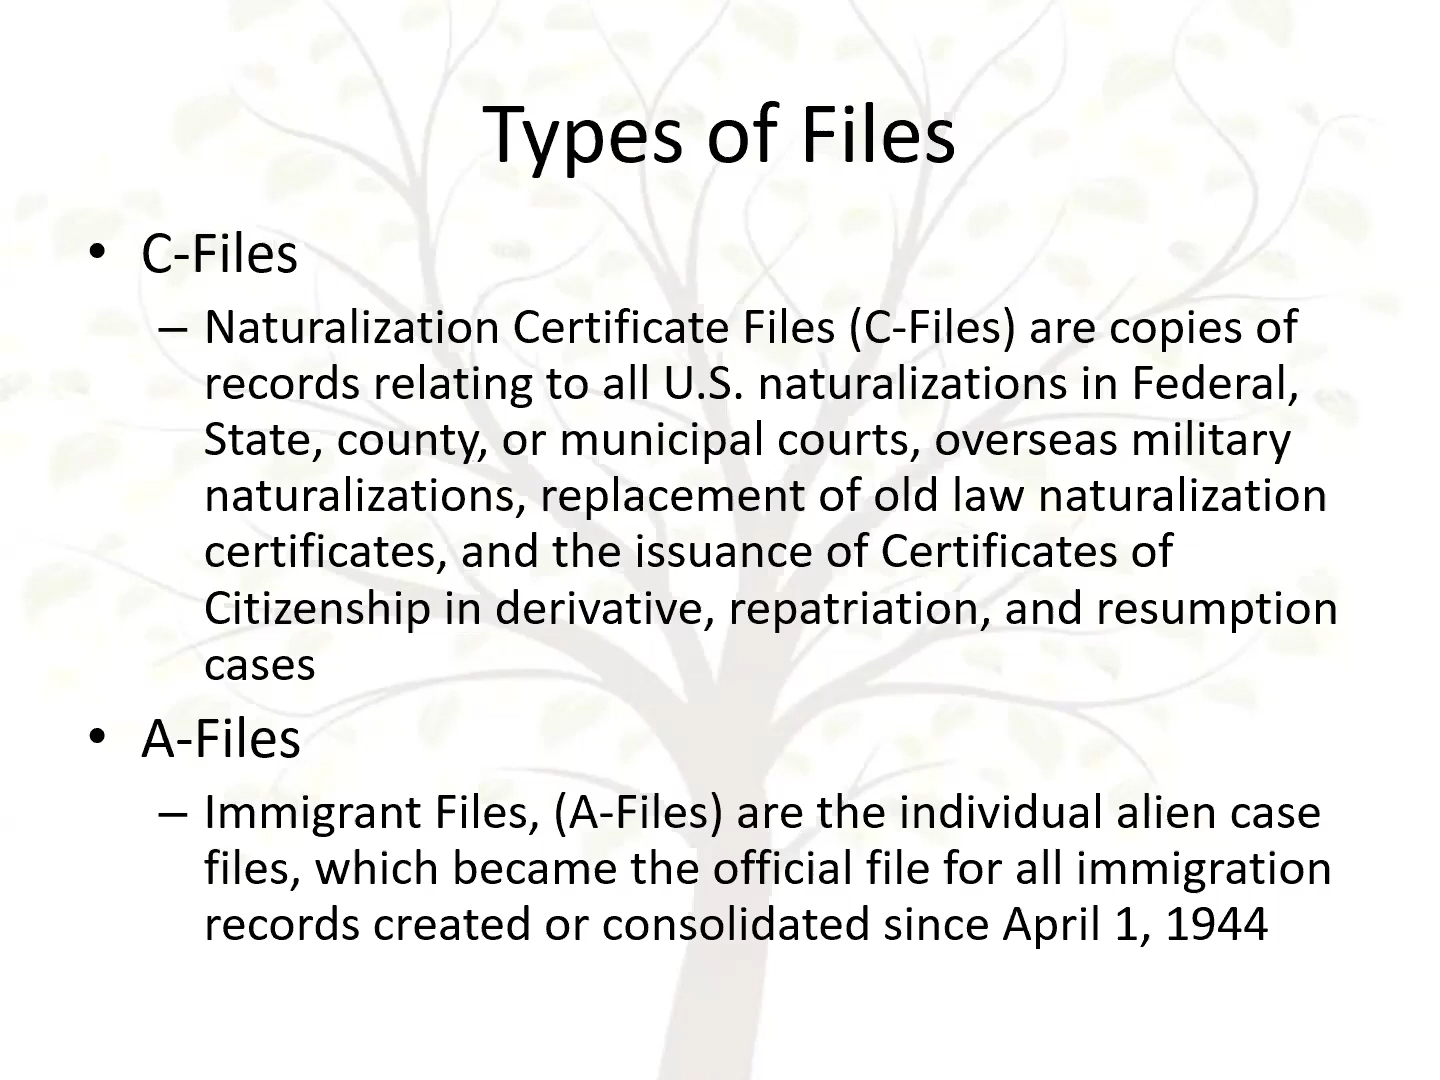 Types of Files
• C-Files
– Naturalization Certificate Files (C-Files) are copies of
records relating to all U.S. naturalizations in Federal,
State, county, or municipal courts, overseas military
naturalizations, replacement of old law naturalization
certificates, and the issuance of Certificates of
Citizenship in derivative, repatriation, and resumption
cases
• A-Files
– Immigrant Files, (A-Files) are the individual alien case
files, which became the official file for all immigration
records created or consolidated since April 1, 1944